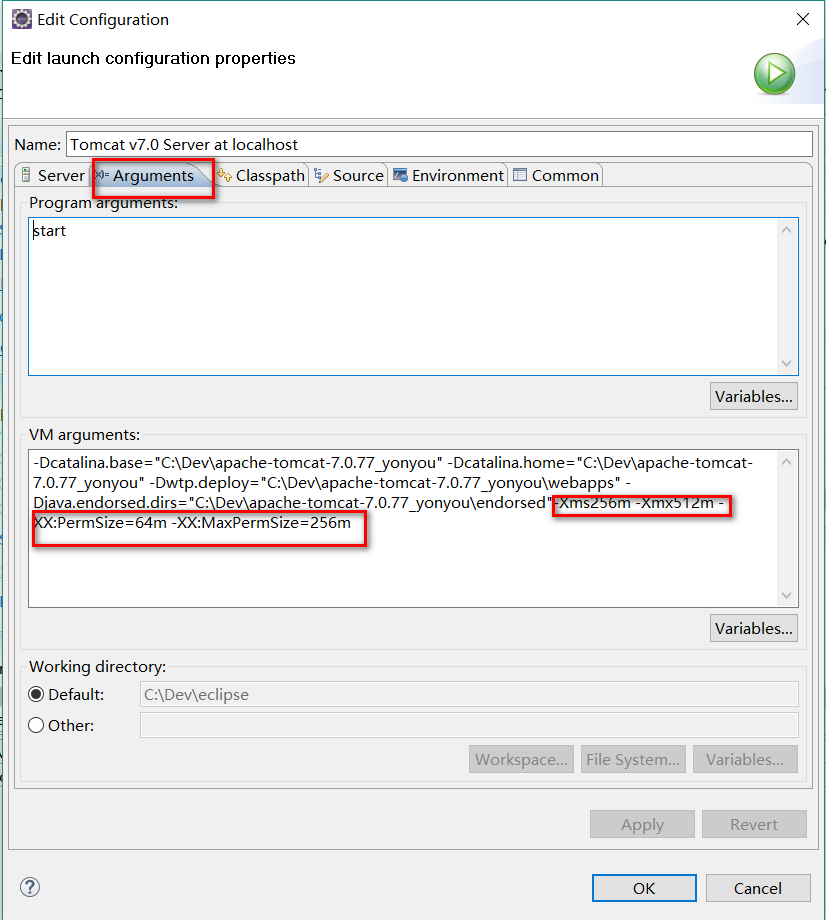 Edit Configuration
Edit launch configuration properties
Name: Tomcat v7.0 Server at localhost
Server Arguments Classpath Source Environment Common
Program arguments:
start
Variables...
VM arguments:
-Dcatalina.base="C:\Dev\apache-tomcat-7.0.77_yonyou" -Dcatalina.home="C:\Dev\apache-tomcat-
7.0.77_yonyou" -Dwtp.deploy="C:\Dev\apache-tomcat-7.0.77_yonyou\webapps" -
Djava.endorsed.dirs="C:\Dev\apache-tomcat-7.0.77_yonyou\endorsed" -Xms256m -Xmx512m -
XX:PermSize=64m -XX:MaxPermSize=256m
Variables...
Working directory:
Default: C:\Dev\eclipse
Other:
Workspace... File System... Variables...
Apply Revert
OK Cancel